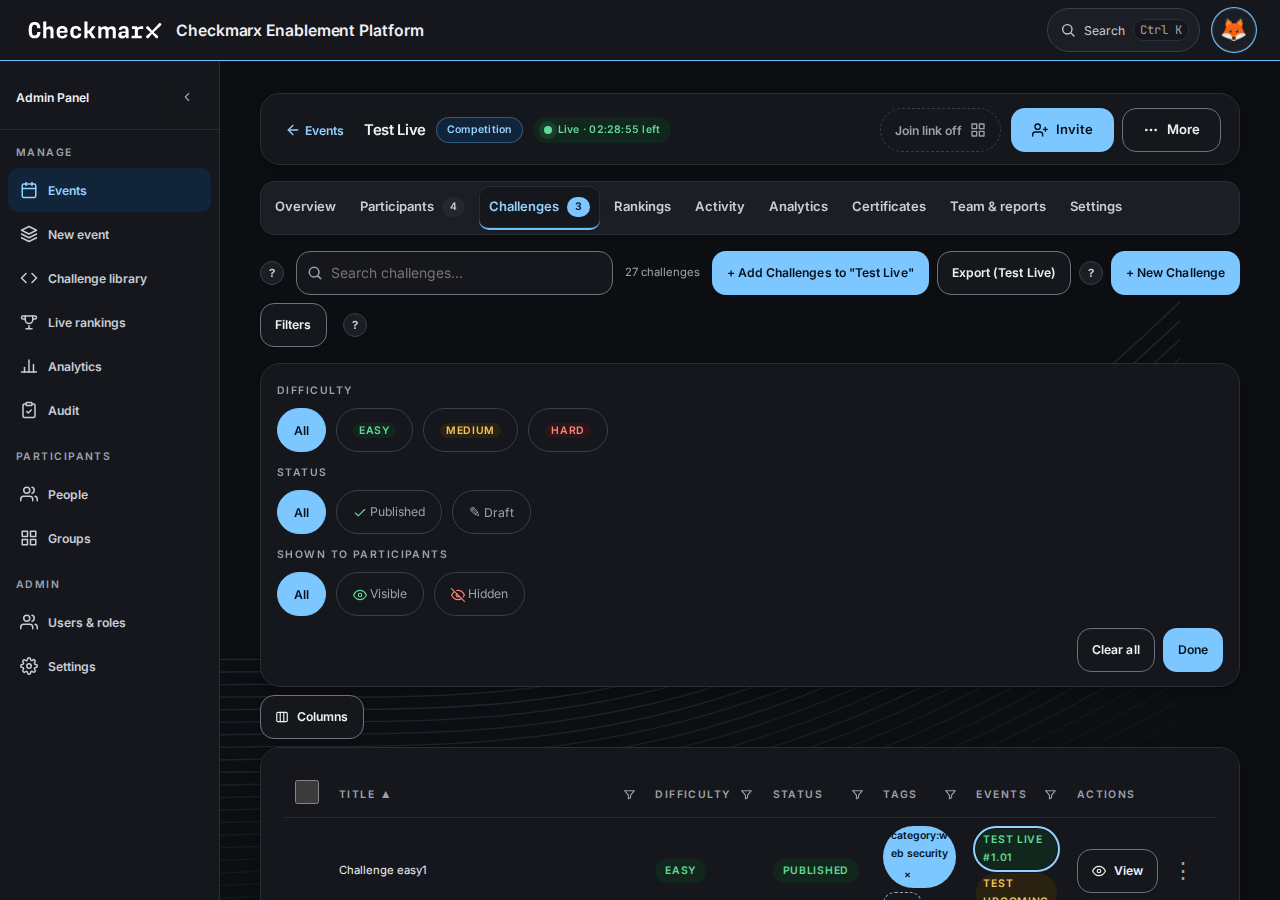 Checkmarx Checkmarx Enablement Platform Search Ctrl K
Admin Panel
MANAGE
Events
New event
Challenge library
Live rankings
Analytics
Audit
PARTICIPANTS
People
Groups
ADMIN
Users & roles
Settings
Events Test Live Competition Live · 02:28:55 left Join link off Invite More
Overview Participants 4 Challenges 3 Rankings Activity Analytics Certificates Team & reports Settings
? Search challenges... 27 challenges + Add Challenges to "Test Live" Export (Test Live) ? + New Challenge
Filters ?
DIFFICULTY
All EASY MEDIUM HARD
STATUS
All Published Draft
SHOWN TO PARTICIPANTS
All Visible Hidden
Clear all Done
Columns
TITLE ▲ DIFFICULTY STATUS TAGS EVENTS ACTIONS
Challenge easy1 EASY PUBLISHED
category:w
eb security
×
TEST LIVE
#1.01
TEST
UPCOMING
View